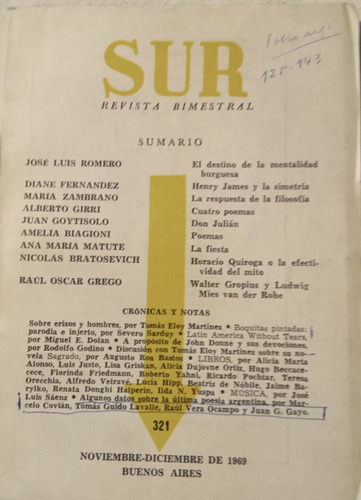 125-143
SUR
REVISTA BIMESTRAL
SUMARIO
JOSÉ LUIS ROMERO El destino de la mentalidad burguesa
DIANE FERNANDEZ Henry James y la simetría
MARIA ZAMBRANO La respuesta de la filosofía
ALBERTO GIRRI Cuatro poemas
JUAN GOYTISOLO Don Julián
AMELIA BIAGIONI Poemas
ANA MARIA MATUTE La fiesta
NICOLÁS BRATOSEVICH Horacio Quiroga o la efectividad del mito
RAÚL OSCAR GREGO Walter Gropius y Ludwig Mies van der Rohe
CRÓNICAS Y NOTAS
Sobre erizos y hombres, por Tomás Eloy Martínez • Boquitas pintadas:
parodia e injerto, por Severo Sarduy • Latin America Without Tears,
por Miguel E. Dolan • A propósito de John Donne y sus devociones,
por Rodolfo Godino • Discusión con Tomás Eloy Martínez sobre su no-
vela Sagrado, por Augusto Roa Bastos • LIBROS, por Alicia Marta
Alonso, Luis Justo, Lisa Griskan, Alicia Dujovne Ortiz, Hugo Beccace-
cece, Florinda Friedmann, Roberto Yahni, Ricardo Pochtar, Teresa
Orecchia, Alfredo Veiravé, Lucía Hipp, Beatriz de Nóbile, Jaime Ba-
rylko, Renata Donghi Halperin, Ilda N. Yuspa • MUSICA, por José
Luis Sáenz • Algunos datos sobre la última poesía argentina, por Mar-
celo Covián, Tomás Guido Lavalle, Raúl Vera Ocampo y Juan G. Gayo.
321
NOVIEMBRE-DICIEMBRE DE 1969
BUENOS AIRES